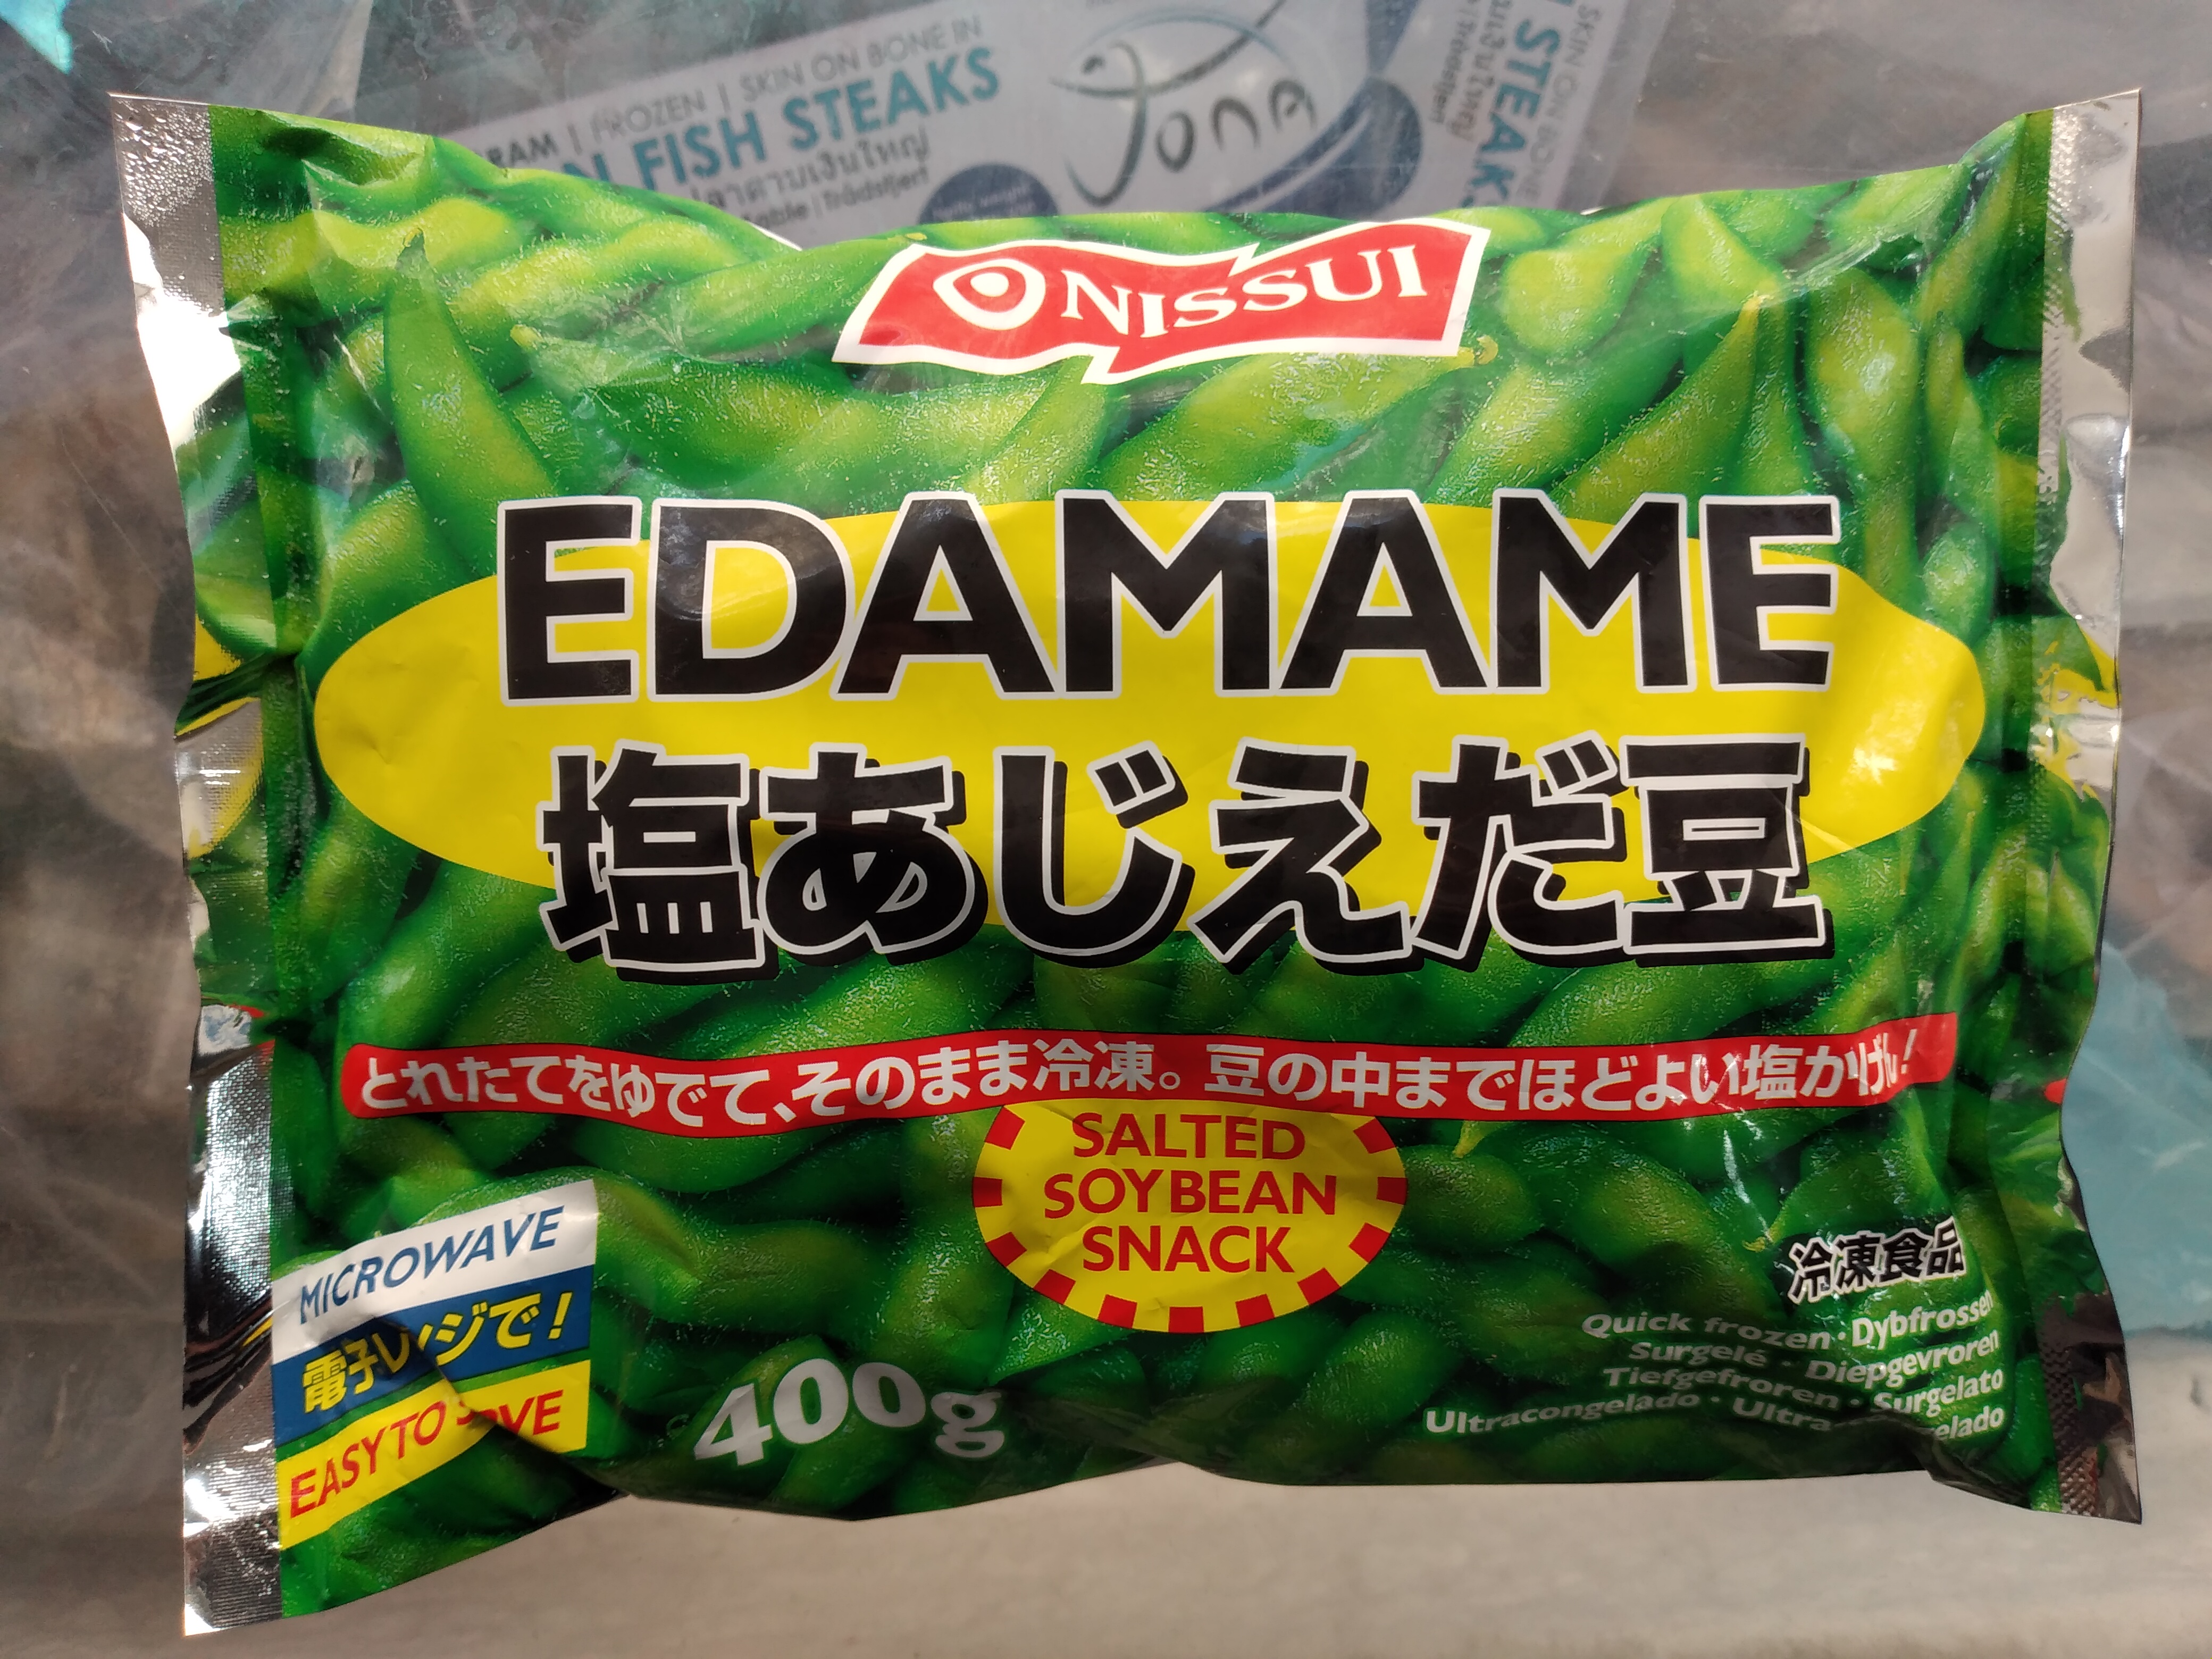 FROZEN | SKIN ON BONE IN
FISH STEAKS
Jona
STEAKS
NISSUI
EDAMAME
塩あじえだ豆
とれたてをゆでて、そのまま冷凍。豆の中までほどよい塩かげん!
SALTED
SOYBEAN
SNACK
MICROWAVE
電子レンジで!
EASY TO
400g
冷凍食品
Quick frozen · Dybfrossen
Surgelé · Diepgevroren
Tiefgefroren · Surgelato
Ultracongelado